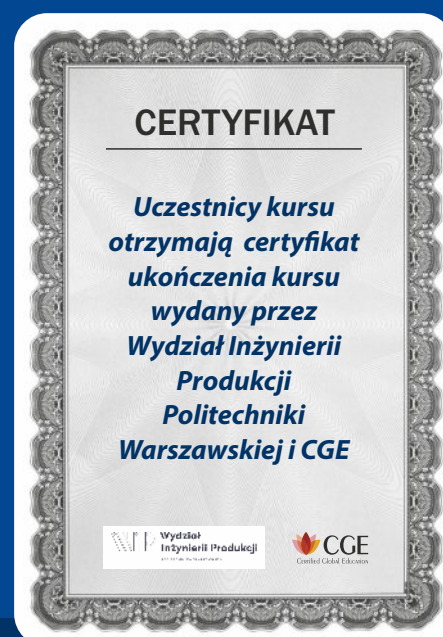 CERTYFIKAT
Uczestnicy kursu
otrzymają certyfikat
ukończenia kursu
wydany przez
Wydział Inżynierii
Produkcji
Politechniki
Warszawskiej i CGE
Wydział
Inżynierii Produkcji
CGE
Certified Global Education